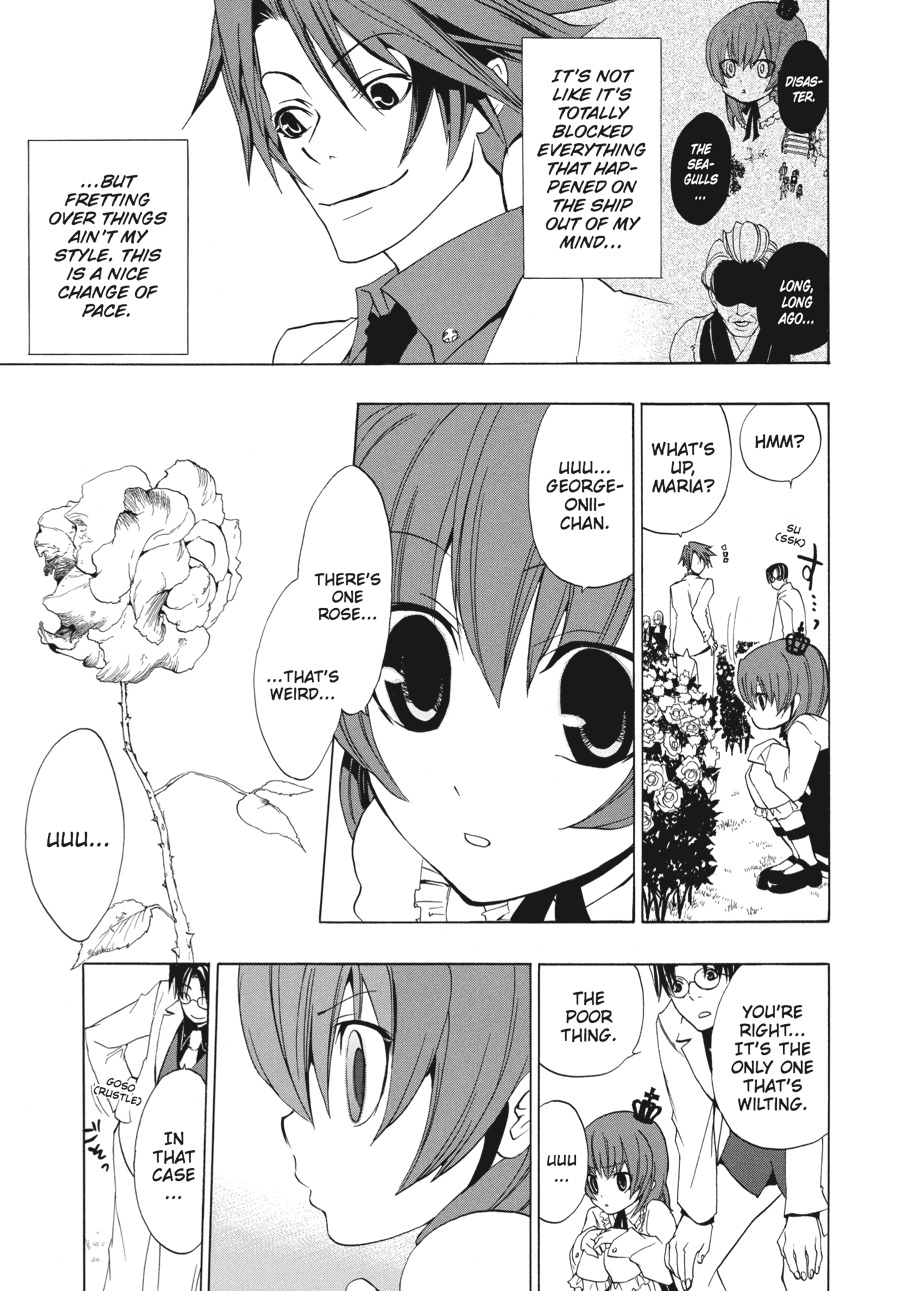 DISAS-
TER.
THE
SEA-
GULLS
...
LONG,
LONG
AGO...
IT'S NOT
LIKE IT'S
TOTALLY
BLOCKED
EVERYTHING
THAT HAP-
PENED ON
THE SHIP
OUT OF MY
MIND...
...BUT
FRETTING
OVER THINGS
AIN'T MY
STYLE. THIS
IS A NICE
CHANGE OF
PACE.
HMM?
WHAT'S
UP,
MARIA?
SU
(SSK)
す…
UUU...
GEORGE-
ONII-
CHAN.
THERE'S
ONE
ROSE...
...THAT'S
WEIRD...
UUU...
YOU'RE
RIGHT...
IT'S THE
ONLY ONE
THAT'S
WILTING.
THE
POOR
THING.
UUU
...
IN
THAT
CASE
...
GOSO
(RUSTLE)